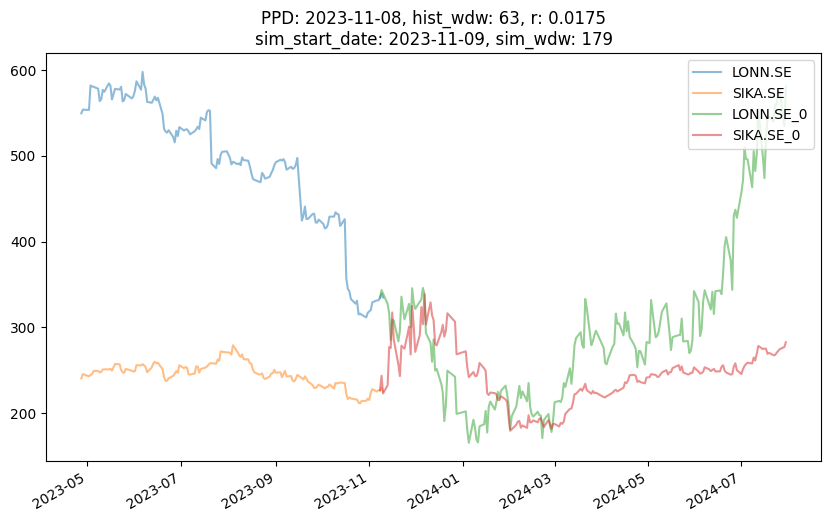 PPD: 2023-11-08, hist_wdw: 63, r: 0.0175
sim_start_date: 2023-11-09, sim_wdw: 179
600
500
400
300
200
LONN.SE
SIKA.SE
LONN.SE_0
SIKA.SE_0
2023-05
2023-07
2023-09
2023-11
2024-01
2024-03
2024-05
2024-07